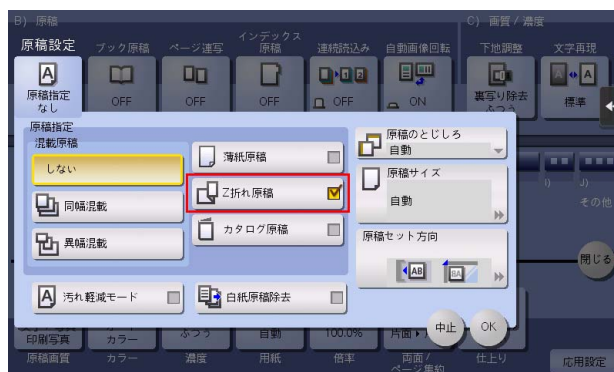 B) 原稿
C) 画質 / 濃度
原稿設定
ブック原稿
ページ連写
インデックス
原稿
連続読込み
自動画像回転
下地調整
文字再現
原稿指定
なし
OFF
OFF
OFF
OFF
ON
裏写り除去
ふつう
標準
原稿指定
混載原稿
しない
同幅混載
異幅混載
薄紙原稿
Z折れ原稿
カタログ原稿
原稿のとじしろ
自動
原稿サイズ
自動
原稿セット方向
AB
BA
汚れ軽減モード
白紙原稿除去
中止
OK
I)
J)
その他
閉じる
印刷写真
カラー
ふつう
自動
100.0%
片面
原稿画質
カラー
濃度
用紙
倍率
両面 /
ページ集約
仕上り
応用設定